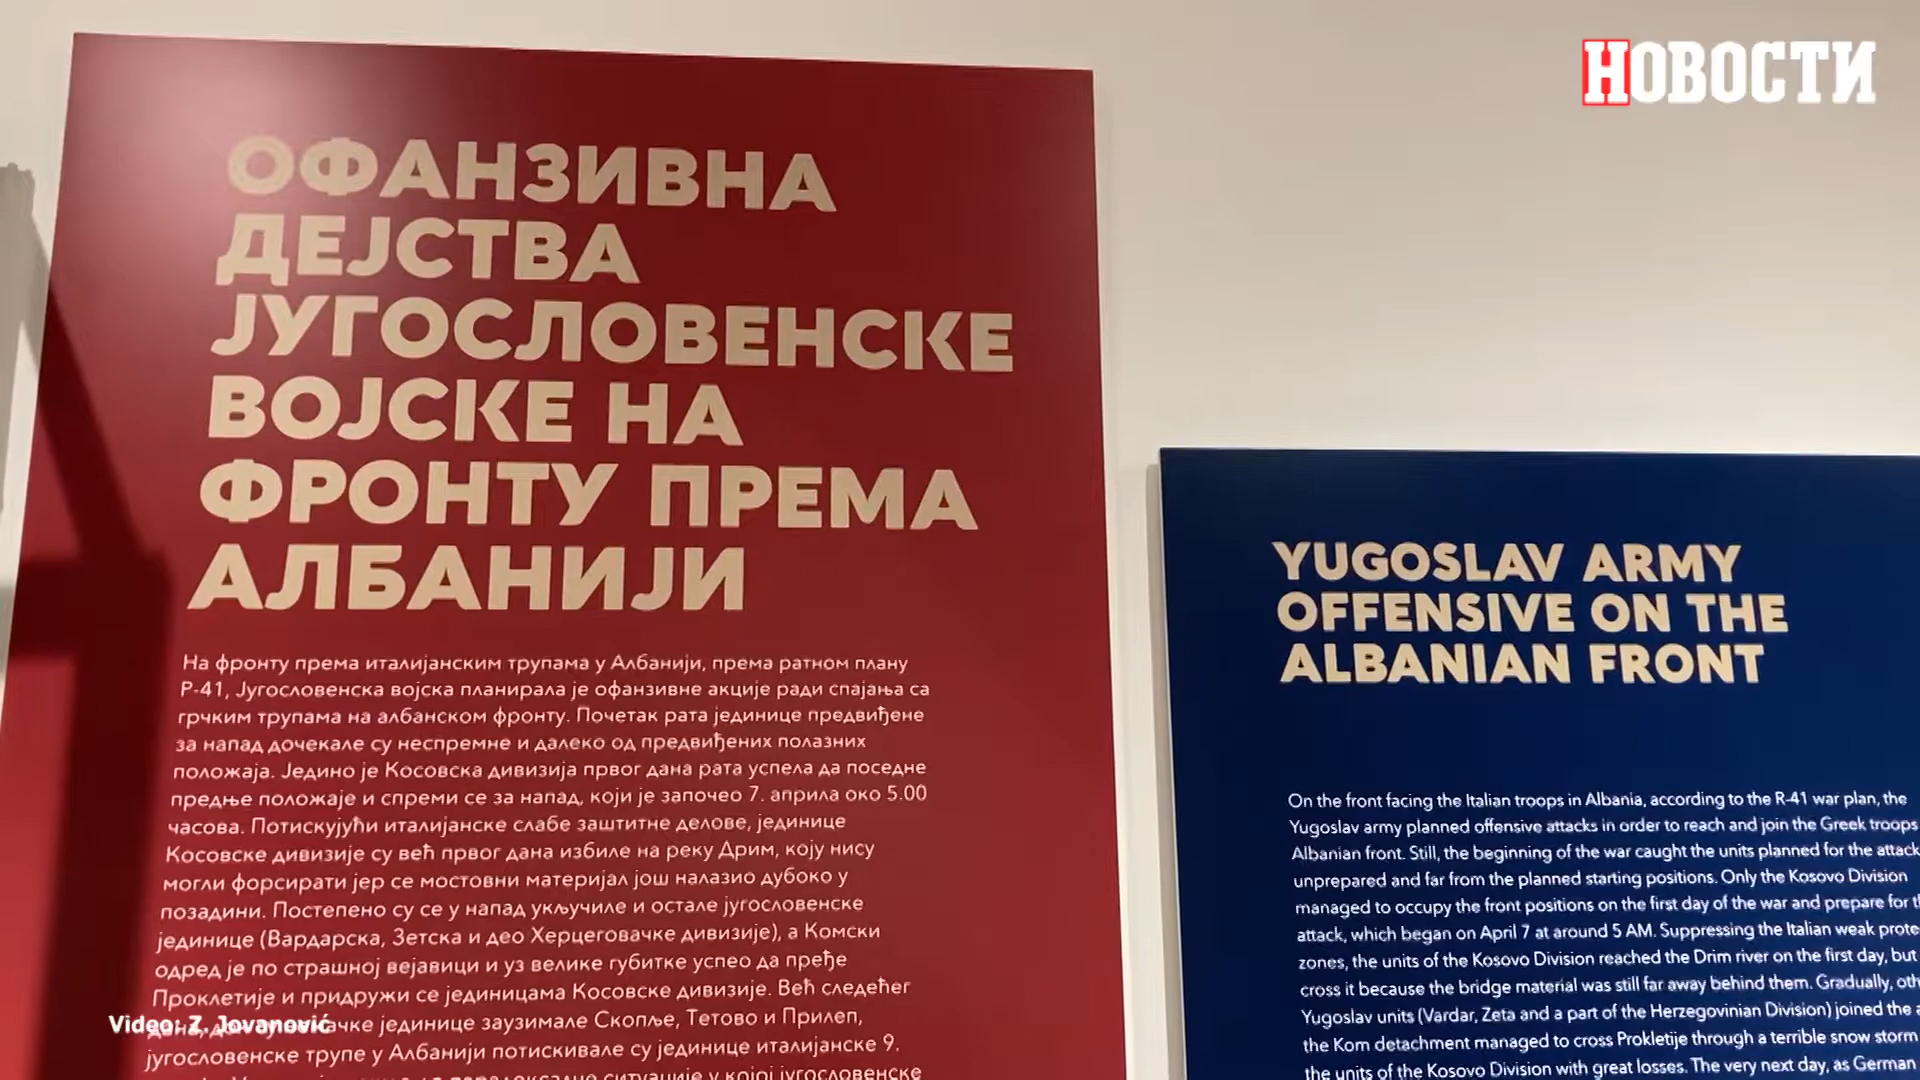 НОВОСТИ
ОФАНЗИВНА
ДЕЈСТВА
ЈУГОСЛОВЕНСКЕ
ВОЈСКЕ НА
ФРОНТУ ПРЕМА
АЛБАНИЈИ
На фронту према италијанским трупама у Албанији, према ратном плану
Р-41, Југословенска војска планирала је офанзивне акције ради спајања са
грчким трупама на албанском фронту. Почетак рата јединице предвиђене
за напад дочекале су неспремне и далеко од предвиђених полазних
положаја. Једино је Косовска дивизија првог дана рата успела да поседне
предње положаје и спреми се за напад, који је започео 7. априла око 5.00
часова. Потискујући италијанске слабе заштитне делове, јединице
Косовске дивизије су већ првог дана избиле на реку Дрим, коју нису
могли форсирати јер се мостовни материјал још налазио дубоко у
позадини. Постепено су се у напад укључиле и остале југословенске
јединице (Вардарска, Зетска и део Херцеговачке дивизије), а Комски
одред је по страшној вејавици и уз велике губитке успео да пређе
Проклетије и придружи се јединицама Косовске дивизије. Већ следећег
јединице заузимале Скопље, Тетово и Прилеп,
југословенске трупе у Албанији потискивале су јединице италијанске 9.
ситуације у којој југословенске
YUGOSLAV ARMY
OFFENSIVE ON THE
ALBANIAN FRONT
On the front facing the Italian troops in Albania, according to the R-41 war plan, the
Yugoslav army planned offensive attacks in order to reach and join the Greek troops
Albanian front. Still, the beginning of the war caught the units planned for the attack
unprepared and far from the planned starting positions. Only the Kosovo Division
managed to occupy the front positions on the first day of the war and prepare for
attack, which began on April 7 at around 5 AM. Suppressing the Italian weak
zones, the units of the Kosovo Division reached the Drim river on the first day, but
cross it because the bridge material was still far away behind them. Gradually,
Yugoslav units (Vardar, Zeta and a part of the Herzegovinian Division) joined the
the Kom detachment managed to cross Prokletije through a terrible snow storm
the units of the Kosovo Division with great losses. The very next day, as German
Video: Z. Jovanović